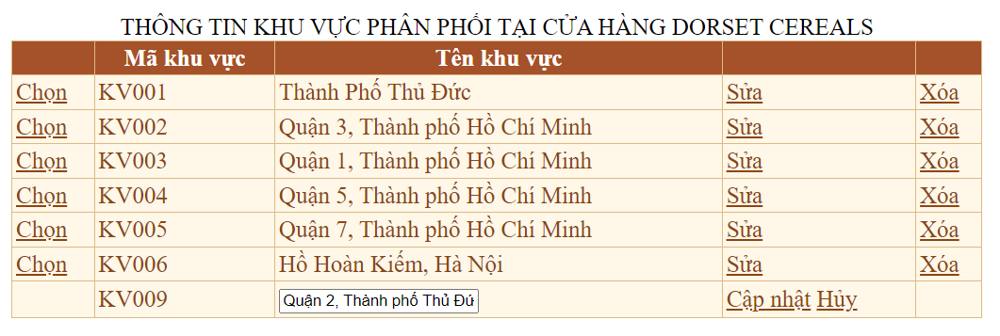 THÔNG TIN KHU VỰC PHÂN PHỐI TẠI CỬA HÀNG DORSET CEREALS
Mã khu vực Tên khu vực
Chọn KV001 Thành Phố Thủ Đức Sửa Xóa
Chọn KV002 Quận 3, Thành phố Hồ Chí Minh Sửa Xóa
Chọn KV003 Quận 1, Thành phố Hồ Chí Minh Sửa Xóa
Chọn KV004 Quận 5, Thành phố Hồ Chí Minh Sửa Xóa
Chọn KV005 Quận 7, Thành phố Hồ Chí Minh Sửa Xóa
Chọn KV006 Hồ Hoàn Kiếm, Hà Nội Sửa Xóa
KV009 Quận 2, Thành phố Thủ Đứ Cập nhật Hủy